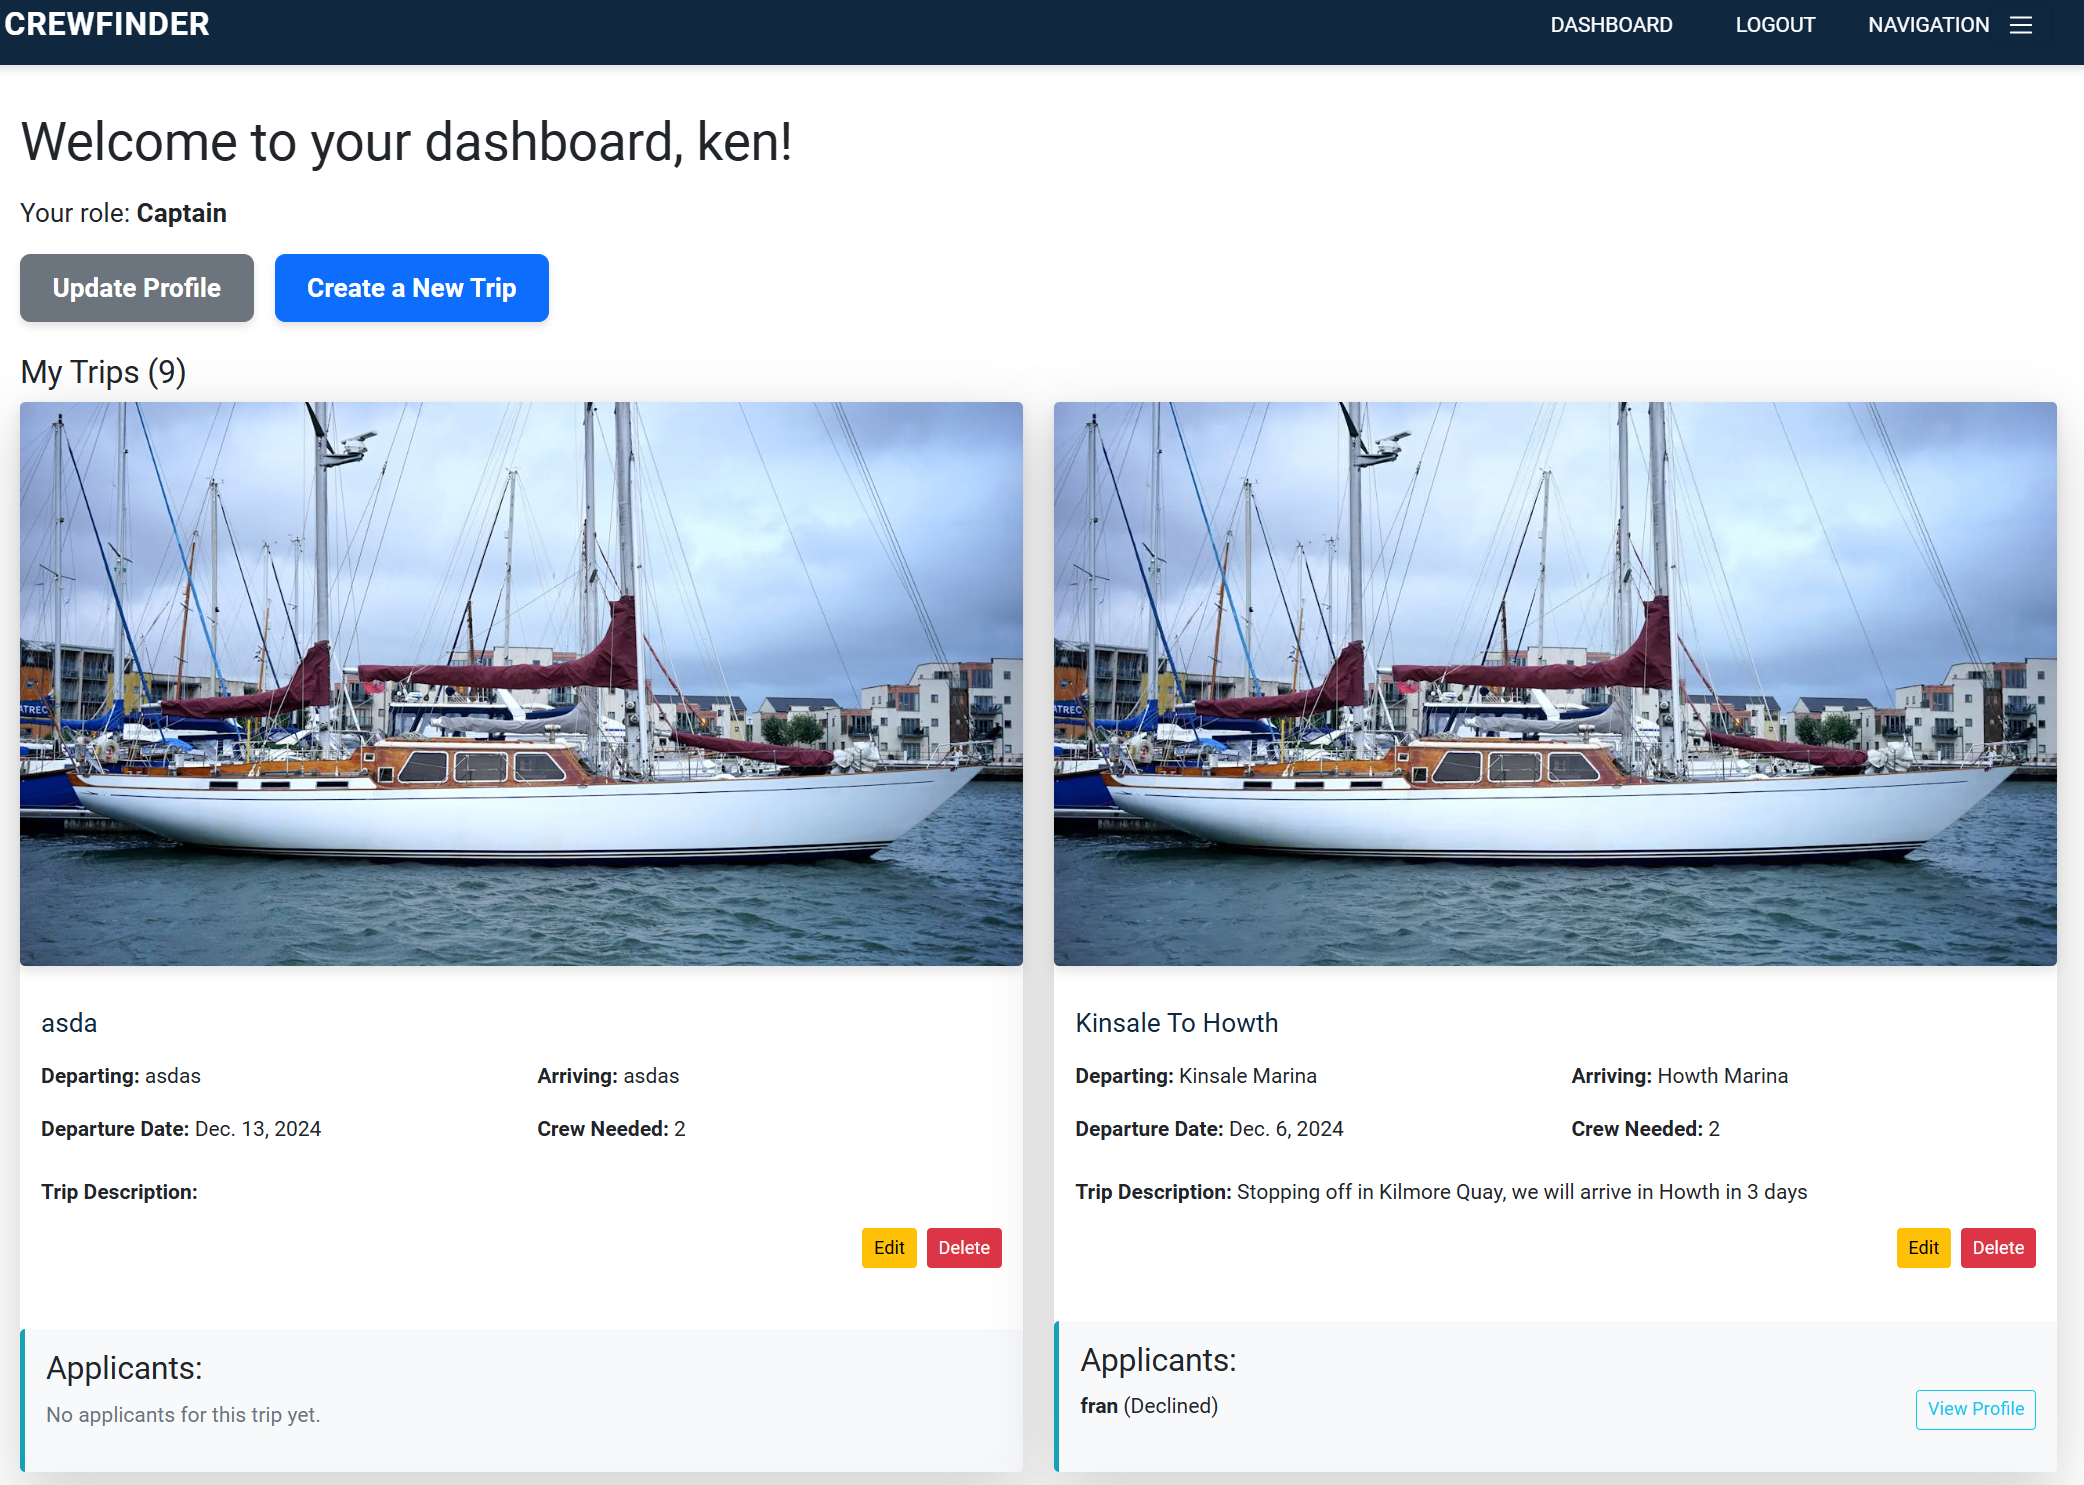 CREWFINDER
DASHBOARD LOGOUT NAVIGATION
Welcome to your dashboard, ken!
Your role: Captain
Update Profile Create a New Trip
My Trips (9)
ATREC
ATREC
asda
Departing: asdas Arriving: asdas
Departure Date: Dec. 13, 2024 Crew Needed: 2
Trip Description:
Edit Delete
Applicants:
No applicants for this trip yet.
Kinsale To Howth
Departing: Kinsale Marina Arriving: Howth Marina
Departure Date: Dec. 6, 2024 Crew Needed: 2
Trip Description: Stopping off in Kilmore Quay, we will arrive in Howth in 3 days
Edit Delete
Applicants:
fran (Declined)
View Profile